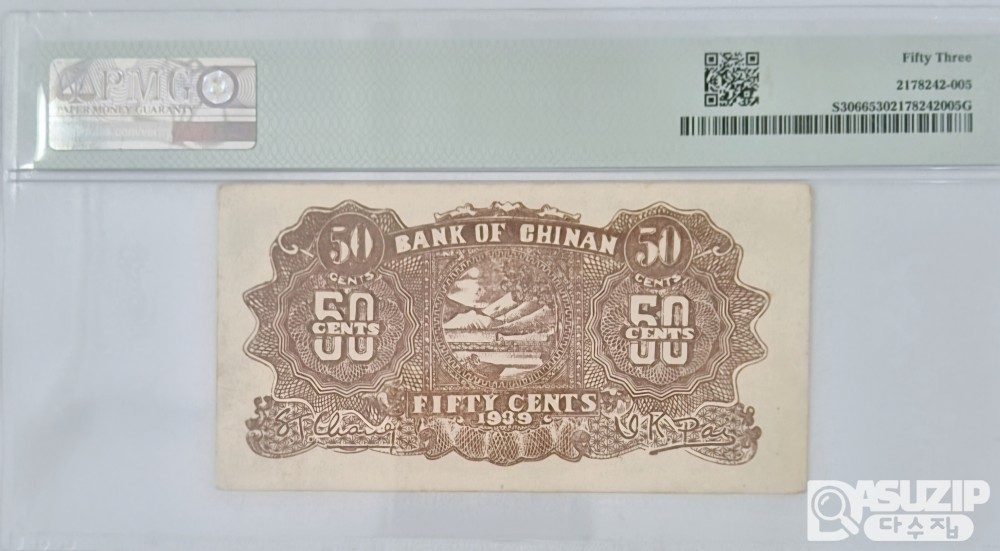 PMG
PAPER MONEY GUARANTY
Fifty Three
2178242-005
S30665302178242005G
50 BANK OF CHINAN 50
CENTS CENTS
50 50
CENTS CENTS
FIFTY CENTS
1939
S.T. Chang
ASUZIP
다수집